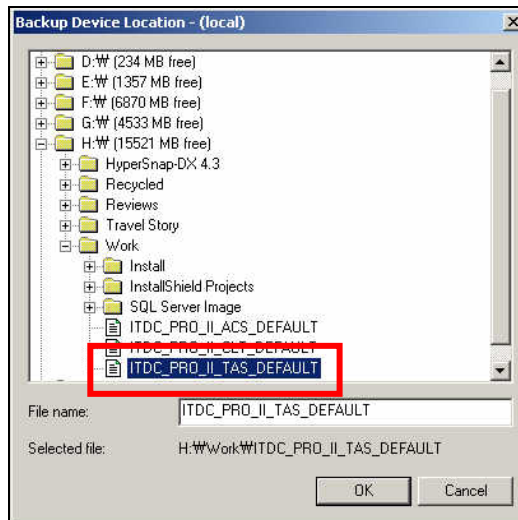 Backup Device Location - (local)
D:₩ (234 MB free)
E:₩ (1357 MB free)
F:₩ (6870 MB free)
G:₩ (4533 MB free)
H:₩ (15521 MB free)
HyperSnap-DX 4.3
Recycled
Reviews
Travel Story
Work
Install
InstallShield Projects
SQL Server Image
ITDC_PRO_II_ACS_DEFAULT
ITDC_PRO_II_CLT_DEFAULT
ITDC_PRO_II_TAS_DEFAULT
File name: ITDC_PRO_II_TAS_DEFAULT
Selected file: H:₩Work₩ITDC_PRO_II_TAS_DEFAULT
OK Cancel